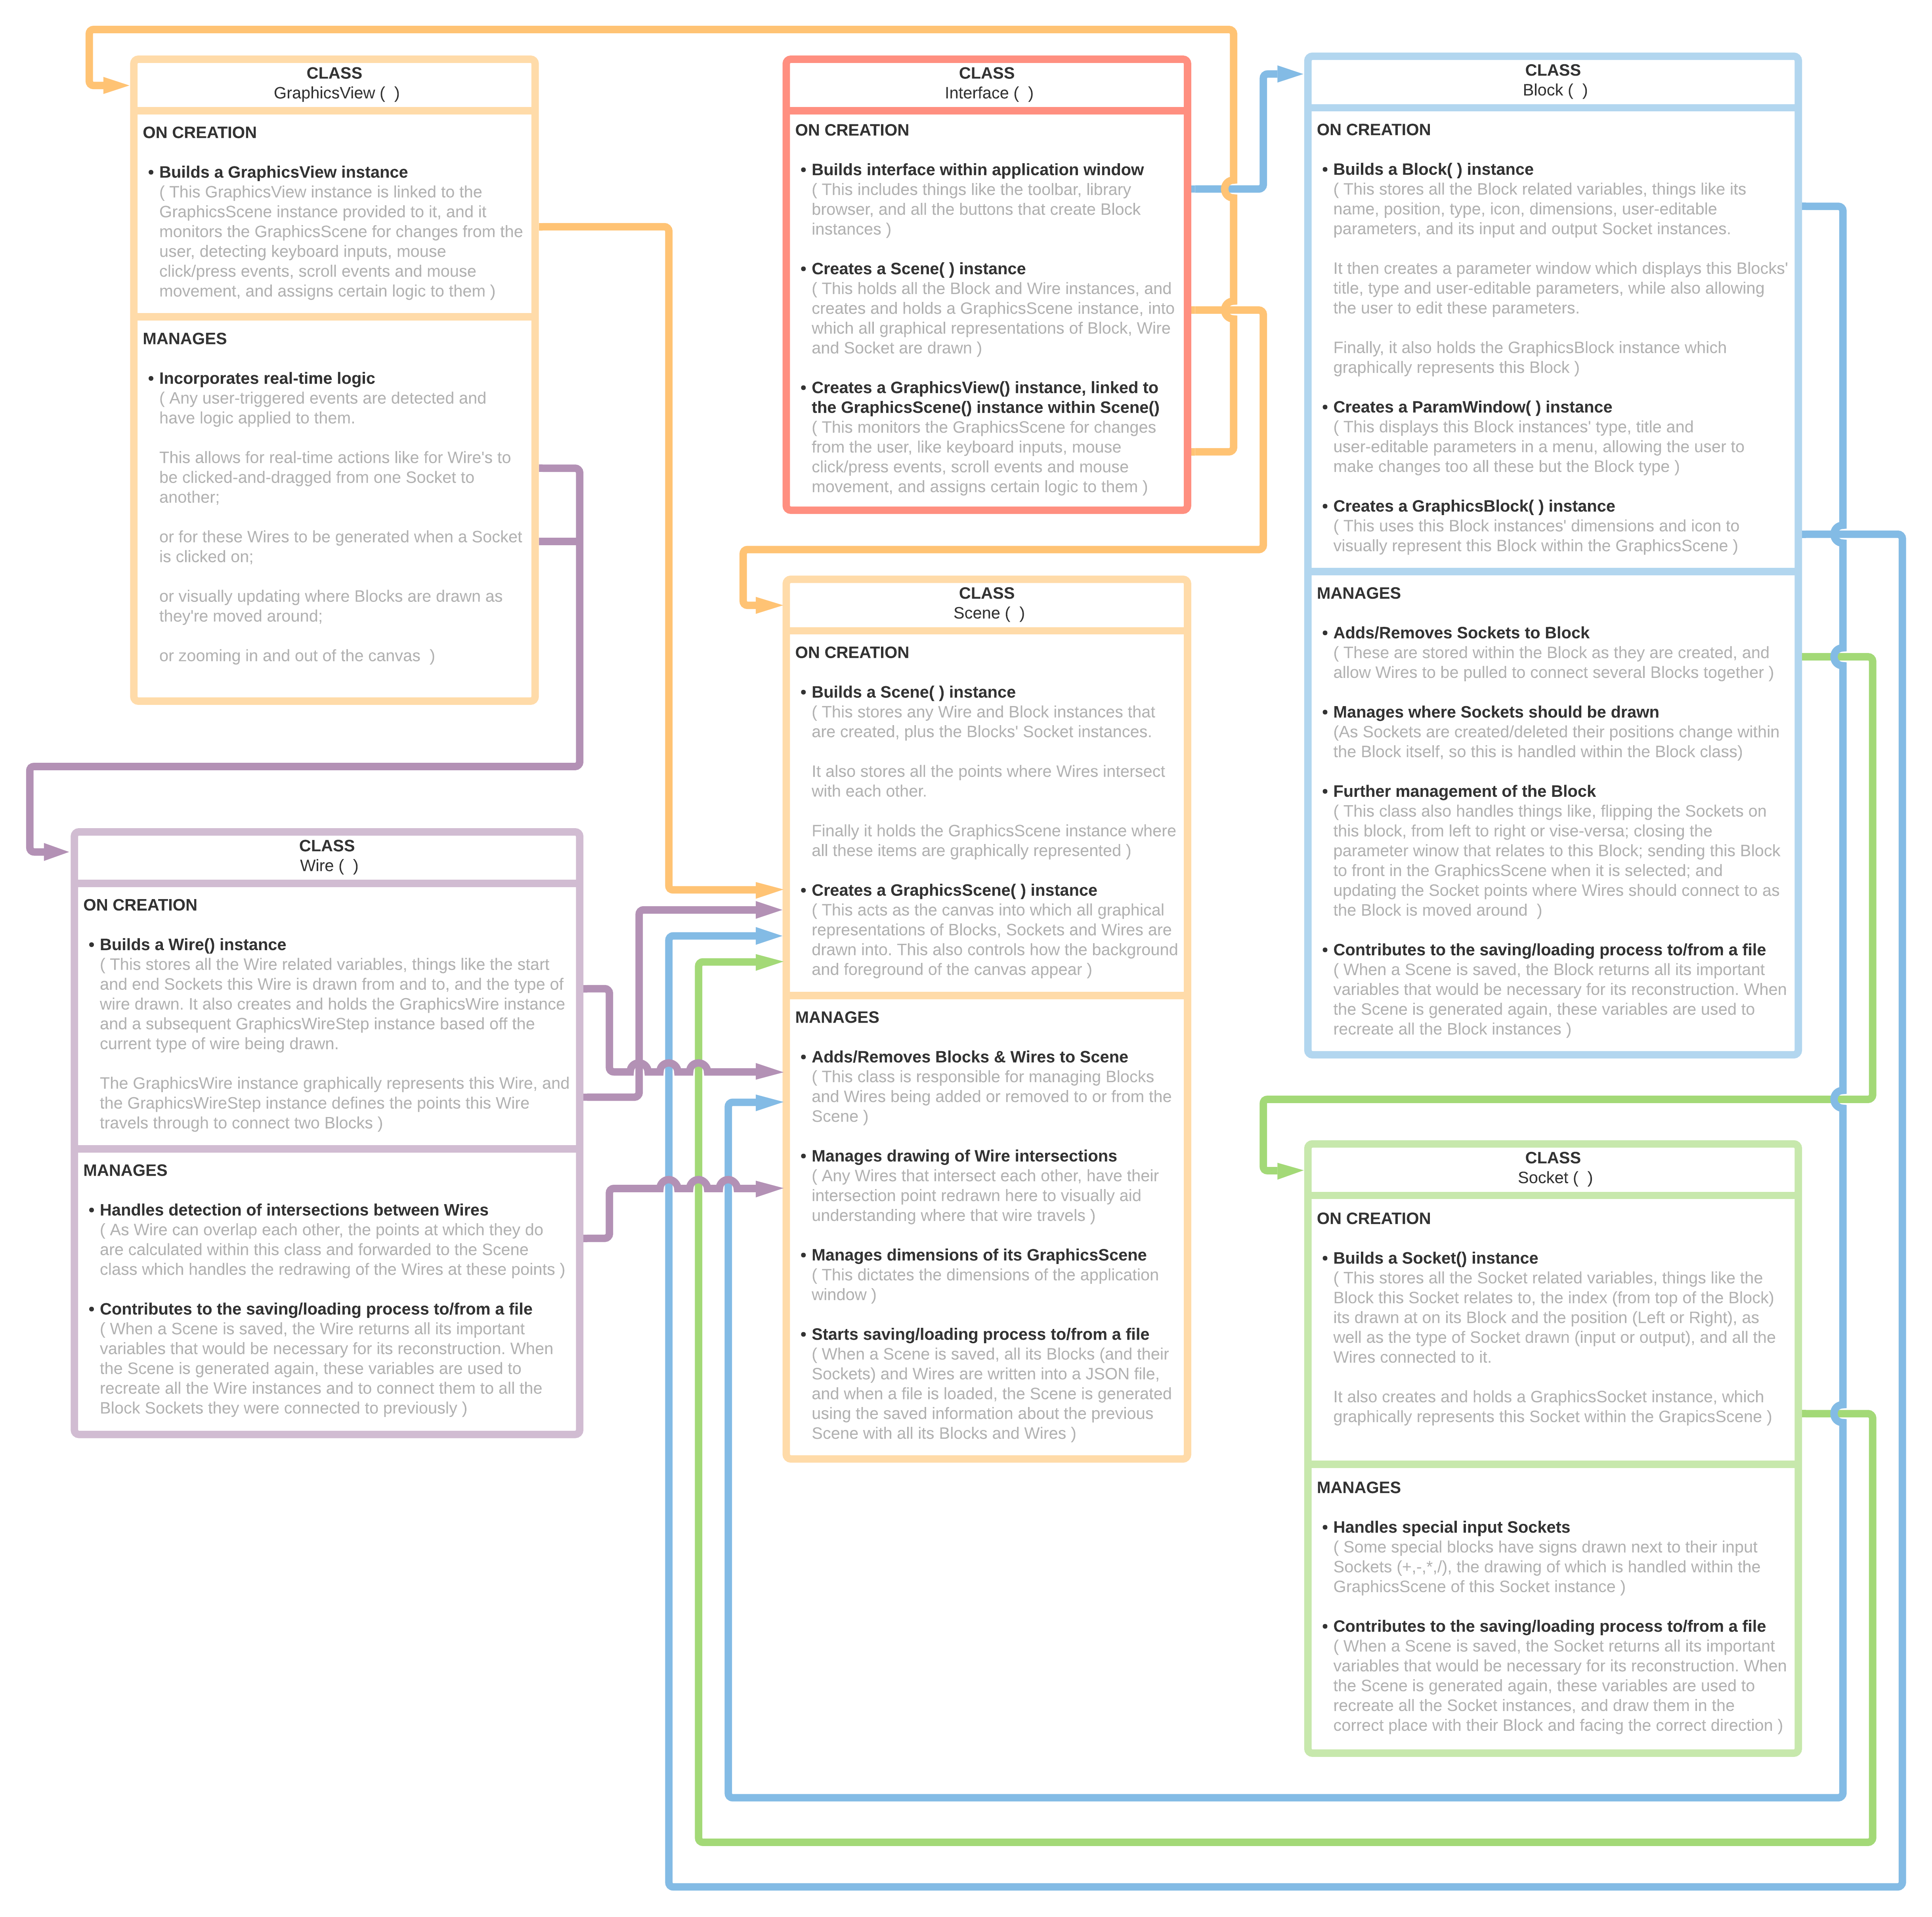 CLASS
GraphicsView (  )
ON CREATION
• Builds a GraphicsView instance
( This GraphicsView instance is linked to the
GraphicsScene instance provided to it, and it
monitors the GraphicsScene for changes from the
user, detecting keyboard inputs, mouse
click/press events, scroll events and mouse
movement, and assigns certain logic to them )
MANAGES
• Incorporates real-time logic
( Any user-triggered events are detected and
have logic applied to them.
This allows for real-time actions like for Wire's to
be clicked-and-dragged from one Socket to
another;
or for these Wires to be generated when a Socket
is clicked on;
or visually updating where Blocks are drawn as
they're moved around;
or zooming in and out of the canvas  )
CLASS
Wire (  )
ON CREATION
• Builds a Wire() instance
( This stores all the Wire related variables, things like the start
and end Sockets this Wire is drawn from and to, and the type of
wire drawn. It also creates and holds the GraphicsWire instance
and a subsequent GraphicsWireStep instance based off the
current type of wire being drawn.
The GraphicsWire instance graphically represents this Wire, and
the GraphicsWireStep instance defines the points this Wire
travels through to connect two Blocks )
MANAGES
• Handles detection of intersections between Wires
( As Wire can overlap each other, the points at which they do
are calculated within this class and forwarded to the Scene
class which handles the redrawing of the Wires at these points )
• Contributes to the saving/loading process to/from a file
( When a Scene is saved, the Wire returns all its important
variables that would be necessary for its reconstruction. When
the Scene is generated again, these variables are used to
recreate all the Wire instances and to connect them to all the
Block Sockets they were connected to previously )
CLASS
Interface (  )
ON CREATION
• Builds interface within application window
( This includes things like the toolbar, library
browser, and all the buttons that create Block
instances )
• Creates a Scene( ) instance
( This holds all the Block and Wire instances, and
creates and holds a GraphicsScene instance, into
which all graphical representations of Block, Wire
and Socket are drawn )
• Creates a GraphicsView() instance, linked to
the GraphicsScene() instance within Scene()
( This monitors the GraphicsScene for changes
from the user, like keyboard inputs, mouse
click/press events, scroll events and mouse
movement, and assigns certain logic to them )
CLASS
Scene (  )
ON CREATION
• Builds a Scene( ) instance
( This stores any Wire and Block instances that
are created, plus the Blocks' Socket instances.
It also stores all the points where Wires intersect
with each other.
Finally it holds the GraphicsScene instance where
all these items are graphically represented )
• Creates a GraphicsScene( ) instance
( This acts as the canvas into which all graphical
representations of Blocks, Sockets and Wires are
drawn into. This also controls how the background
and foreground of the canvas appear )
MANAGES
• Adds/Removes Blocks & Wires to Scene
( This class is responsible for managing Blocks
and Wires being added or removed to or from the
Scene )
• Manages drawing of Wire intersections
( Any Wires that intersect each other, have their
intersection point redrawn here to visually aid
understanding where that wire travels )
• Manages dimensions of its GraphicsScene
( This dictates the dimensions of the application
window )
• Starts saving/loading process to/from a file
( When a Scene is saved, all its Blocks (and their
Sockets) and Wires are written into a JSON file,
and when a file is loaded, the Scene is generated
using the saved information about the previous
Scene with all its Blocks and Wires )
CLASS
Block (  )
ON CREATION
• Builds a Block( ) instance
( This stores all the Block related variables, things like its
name, position, type, icon, dimensions, user-editable
parameters, and its input and output Socket instances.
It then creates a parameter window which displays this Blocks'
title, type and user-editable parameters, while also allowing
the user to edit these parameters.
Finally, it also holds the GraphicsBlock instance which
graphically represents this Block )
• Creates a ParamWindow( ) instance
( This displays this Block instances' type, title and
user-editable parameters in a menu, allowing the user to
make changes too all these but the Block type )
• Creates a GraphicsBlock( ) instance
( This uses this Block instances' dimensions and icon to
visually represent this Block within the GraphicsScene )
MANAGES
• Adds/Removes Sockets to Block
( These are stored within the Block as they are created, and
allow Wires to be pulled to connect several Blocks together )
• Manages where Sockets should be drawn
(As Sockets are created/deleted their positions change within
the Block itself, so this is handled within the Block class)
• Further management of the Block
( This class also handles things like, flipping the Sockets on
this block, from left to right or vise-versa; closing the
parameter winow that relates to this Block; sending this Block
to front in the GraphicsScene when it is selected; and
updating the Socket points where Wires should connect to as
the Block is moved around  )
• Contributes to the saving/loading process to/from a file
( When a Scene is saved, the Block returns all its important
variables that would be necessary for its reconstruction. When
the Scene is generated again, these variables are used to
recreate all the Block instances )
CLASS
Socket (  )
ON CREATION
• Builds a Socket() instance
( This stores all the Socket related variables, things like the
Block this Socket relates to, the index (from top of the Block)
its drawn at on its Block and the position (Left or Right), as
well as the type of Socket drawn (input or output), and all the
Wires connected to it.
It also creates and holds a GraphicsSocket instance, which
graphically represents this Socket within the GrapicsScene )
MANAGES
• Handles special input Sockets
( Some special blocks have signs drawn next to their input
Sockets (+,-,*,/), the drawing of which is handled within the
GraphicsScene of this Socket instance )
• Contributes to the saving/loading process to/from a file
( When a Scene is saved, the Socket returns all its important
variables that would be necessary for its reconstruction. When
the Scene is generated again, these variables are used to
recreate all the Socket instances, and draw them in the
correct place with their Block and facing the correct direction )